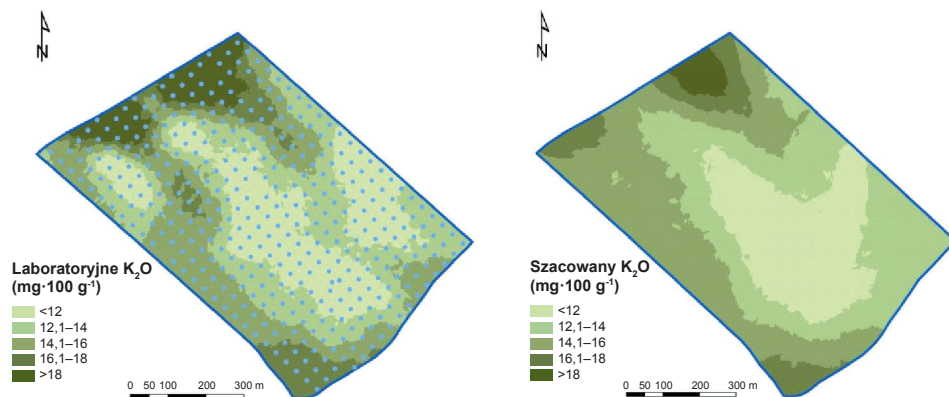 N
Laboratoryjne K₂O
(mg·100 g⁻¹)
<12
12,1–14
14,1–16
16,1–18
>18
0 50 100 200 300 m
N
Szacowany K₂O
(mg·100 g⁻¹)
<12
12,1–14
14,1–16
16,1–18
>18
0 50 100 200 300 m